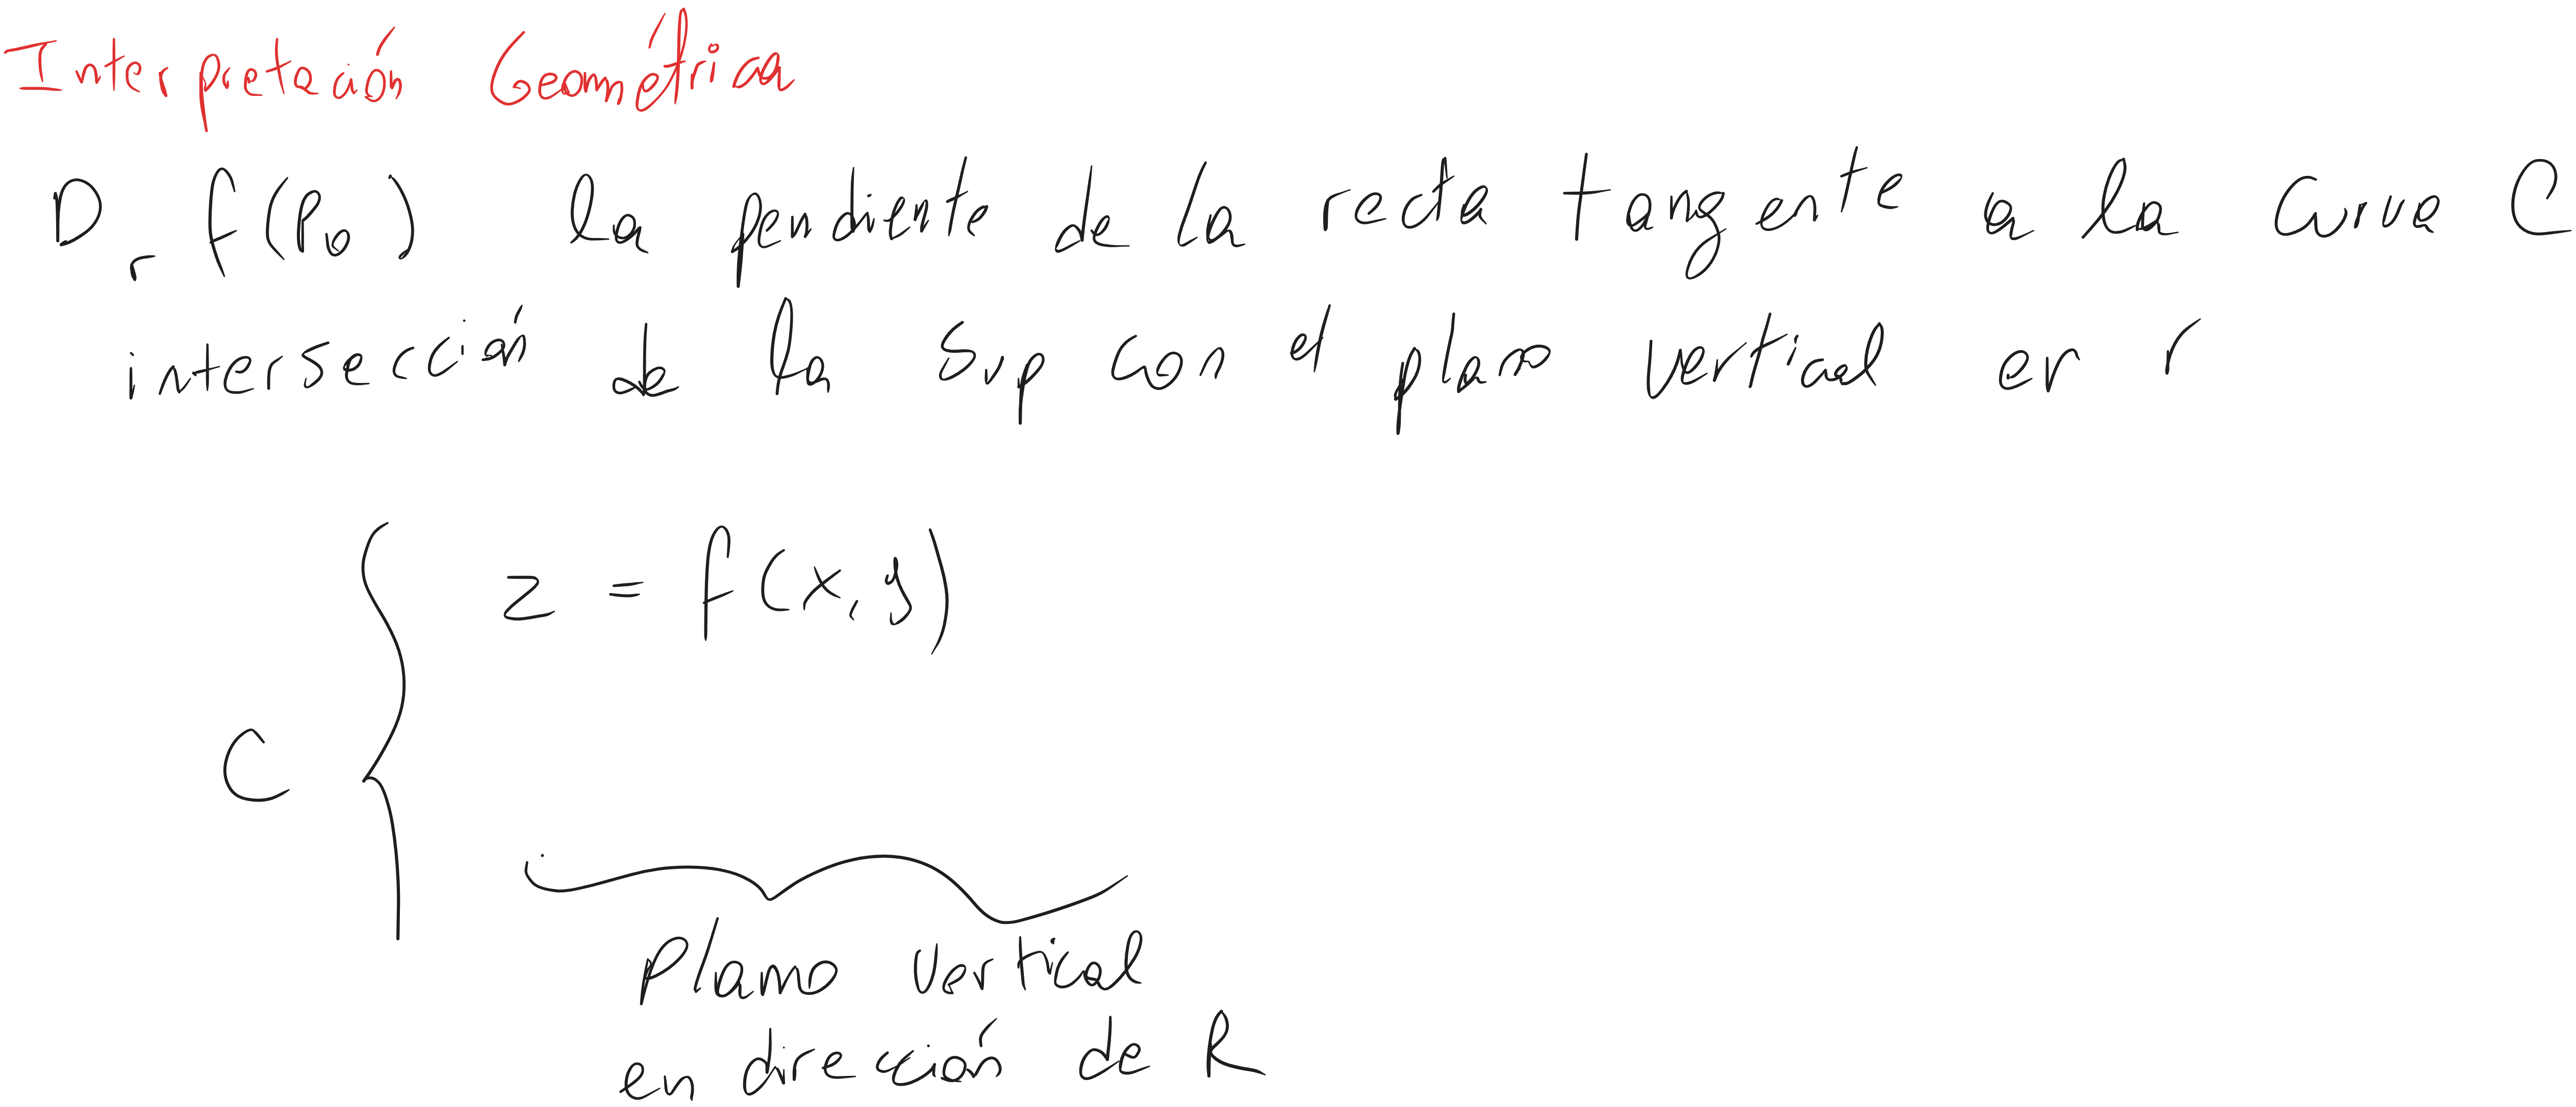 Interpretación Geométrica
D_r f(P_0) la pendiente de la recta tangente a la curva C
intersección de la sup con el plano vertical en r
z = f(x,y)
C {
Plano vertical
en dirección de R